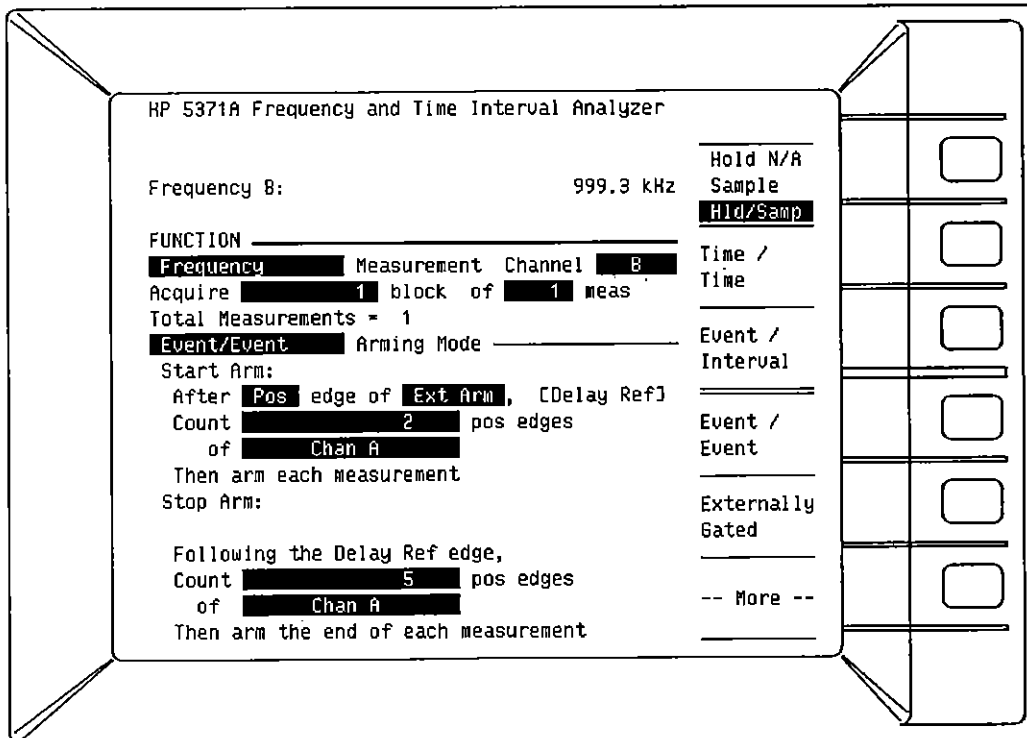 HP 5371A Frequency and Time Interval Analyzer
Frequency B: 999.3 kHz
FUNCTION
Frequency Measurement Channel B
Acquire 1 block of 1 meas
Total Measurements = 1
Event/Event Arming Mode
Start Arm:
After Pos edge of Ext Arm, [Delay Ref]
Count 2 pos edges
of Chan A
Then arm each measurement
Stop Arm:
Following the Delay Ref edge,
Count 5 pos edges
of Chan A
Then arm the end of each measurement
Hold N/A
Sample
Hld/Samp
Time /
Time
Event /
Interval
Event /
Event
Externally
Gated
-- More --